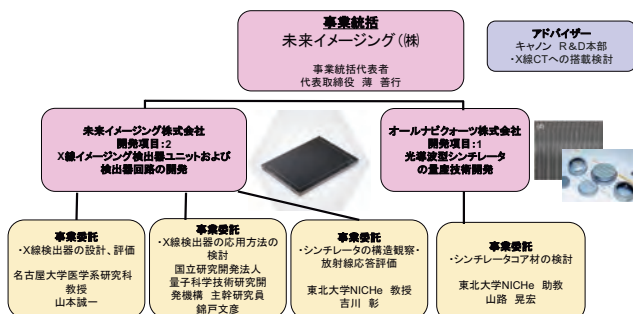 事業統括
未来イメージング(株)
事業統括代表者
代表取締役 薄 善行
アドバイザー
キヤノン R&D本部
・X線CTへの搭載検討
未来イメージング株式会社
開発項目：2
X線イメージング検出器ユニットおよび
検出器回路の開発
オールナビクォーツ株式会社
開発項目：1
光導波型シンチレータ
の量産技術開発
事業委託
・X線検出器の設計、評価
名古屋大学医学系研究科
教授
山本誠一
事業委託
・X線検出器の応用方法の
検討
国立研究開発法人
量子科学技術研究開
発機構 主幹研究員
錦戸文彦
事業委託
・シンチレータの構造観察・
放射線応答評価
東北大学NICHe 教授
吉川 彰
事業委託
・シンチレータコア材の検討
東北大学NICHe 助教
山路 晃宏